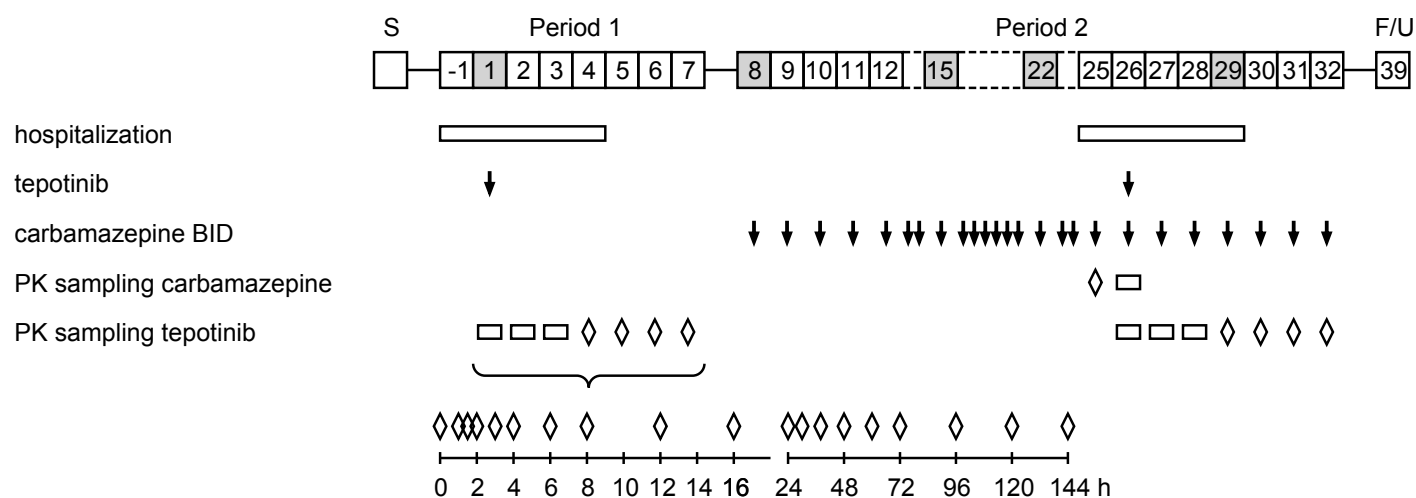 S Period 1 Period 2 F/U
-1 1 2 3 4 5 6 7 8 9 10 11 12 15 22 25 26 27 28 29 30 31 32 39
hospitalization
tepotinib
carbamazepine BID
PK sampling carbamazepine
PK sampling tepotinib
0 2 4 6 8 10 12 14 16 24 48 72 96 120 144 h